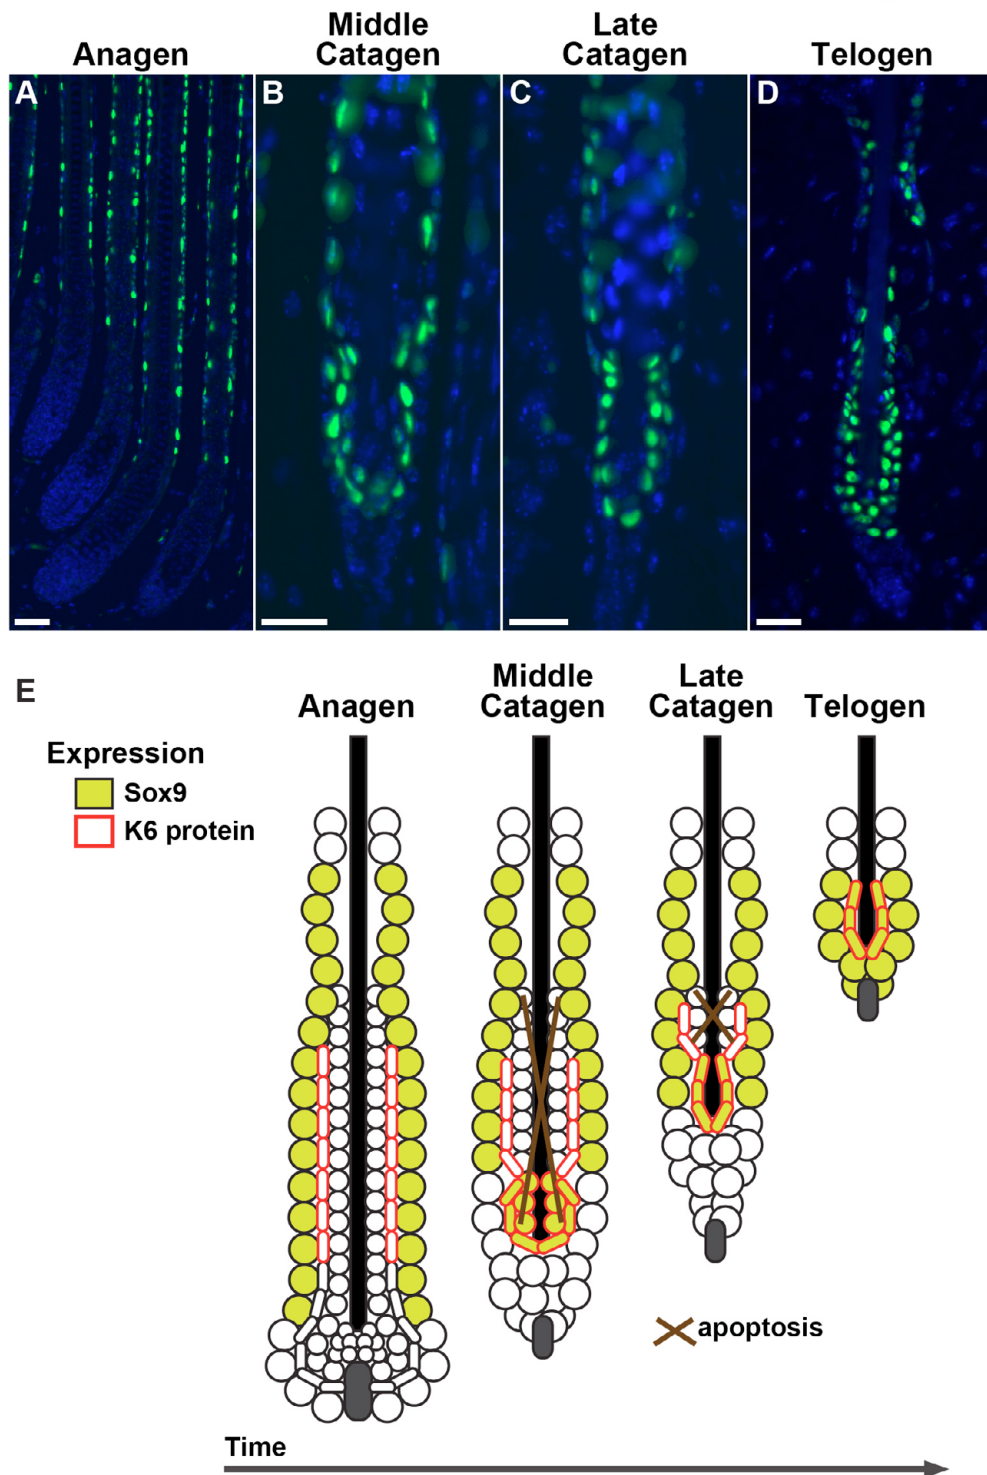 Anagen
Middle
Catagen
Late
Catagen
Telogen
A
B
C
D
E
Anagen
Middle
Catagen
Late
Catagen
Telogen
Expression
Sox9
K6 protein
apoptosis
Time